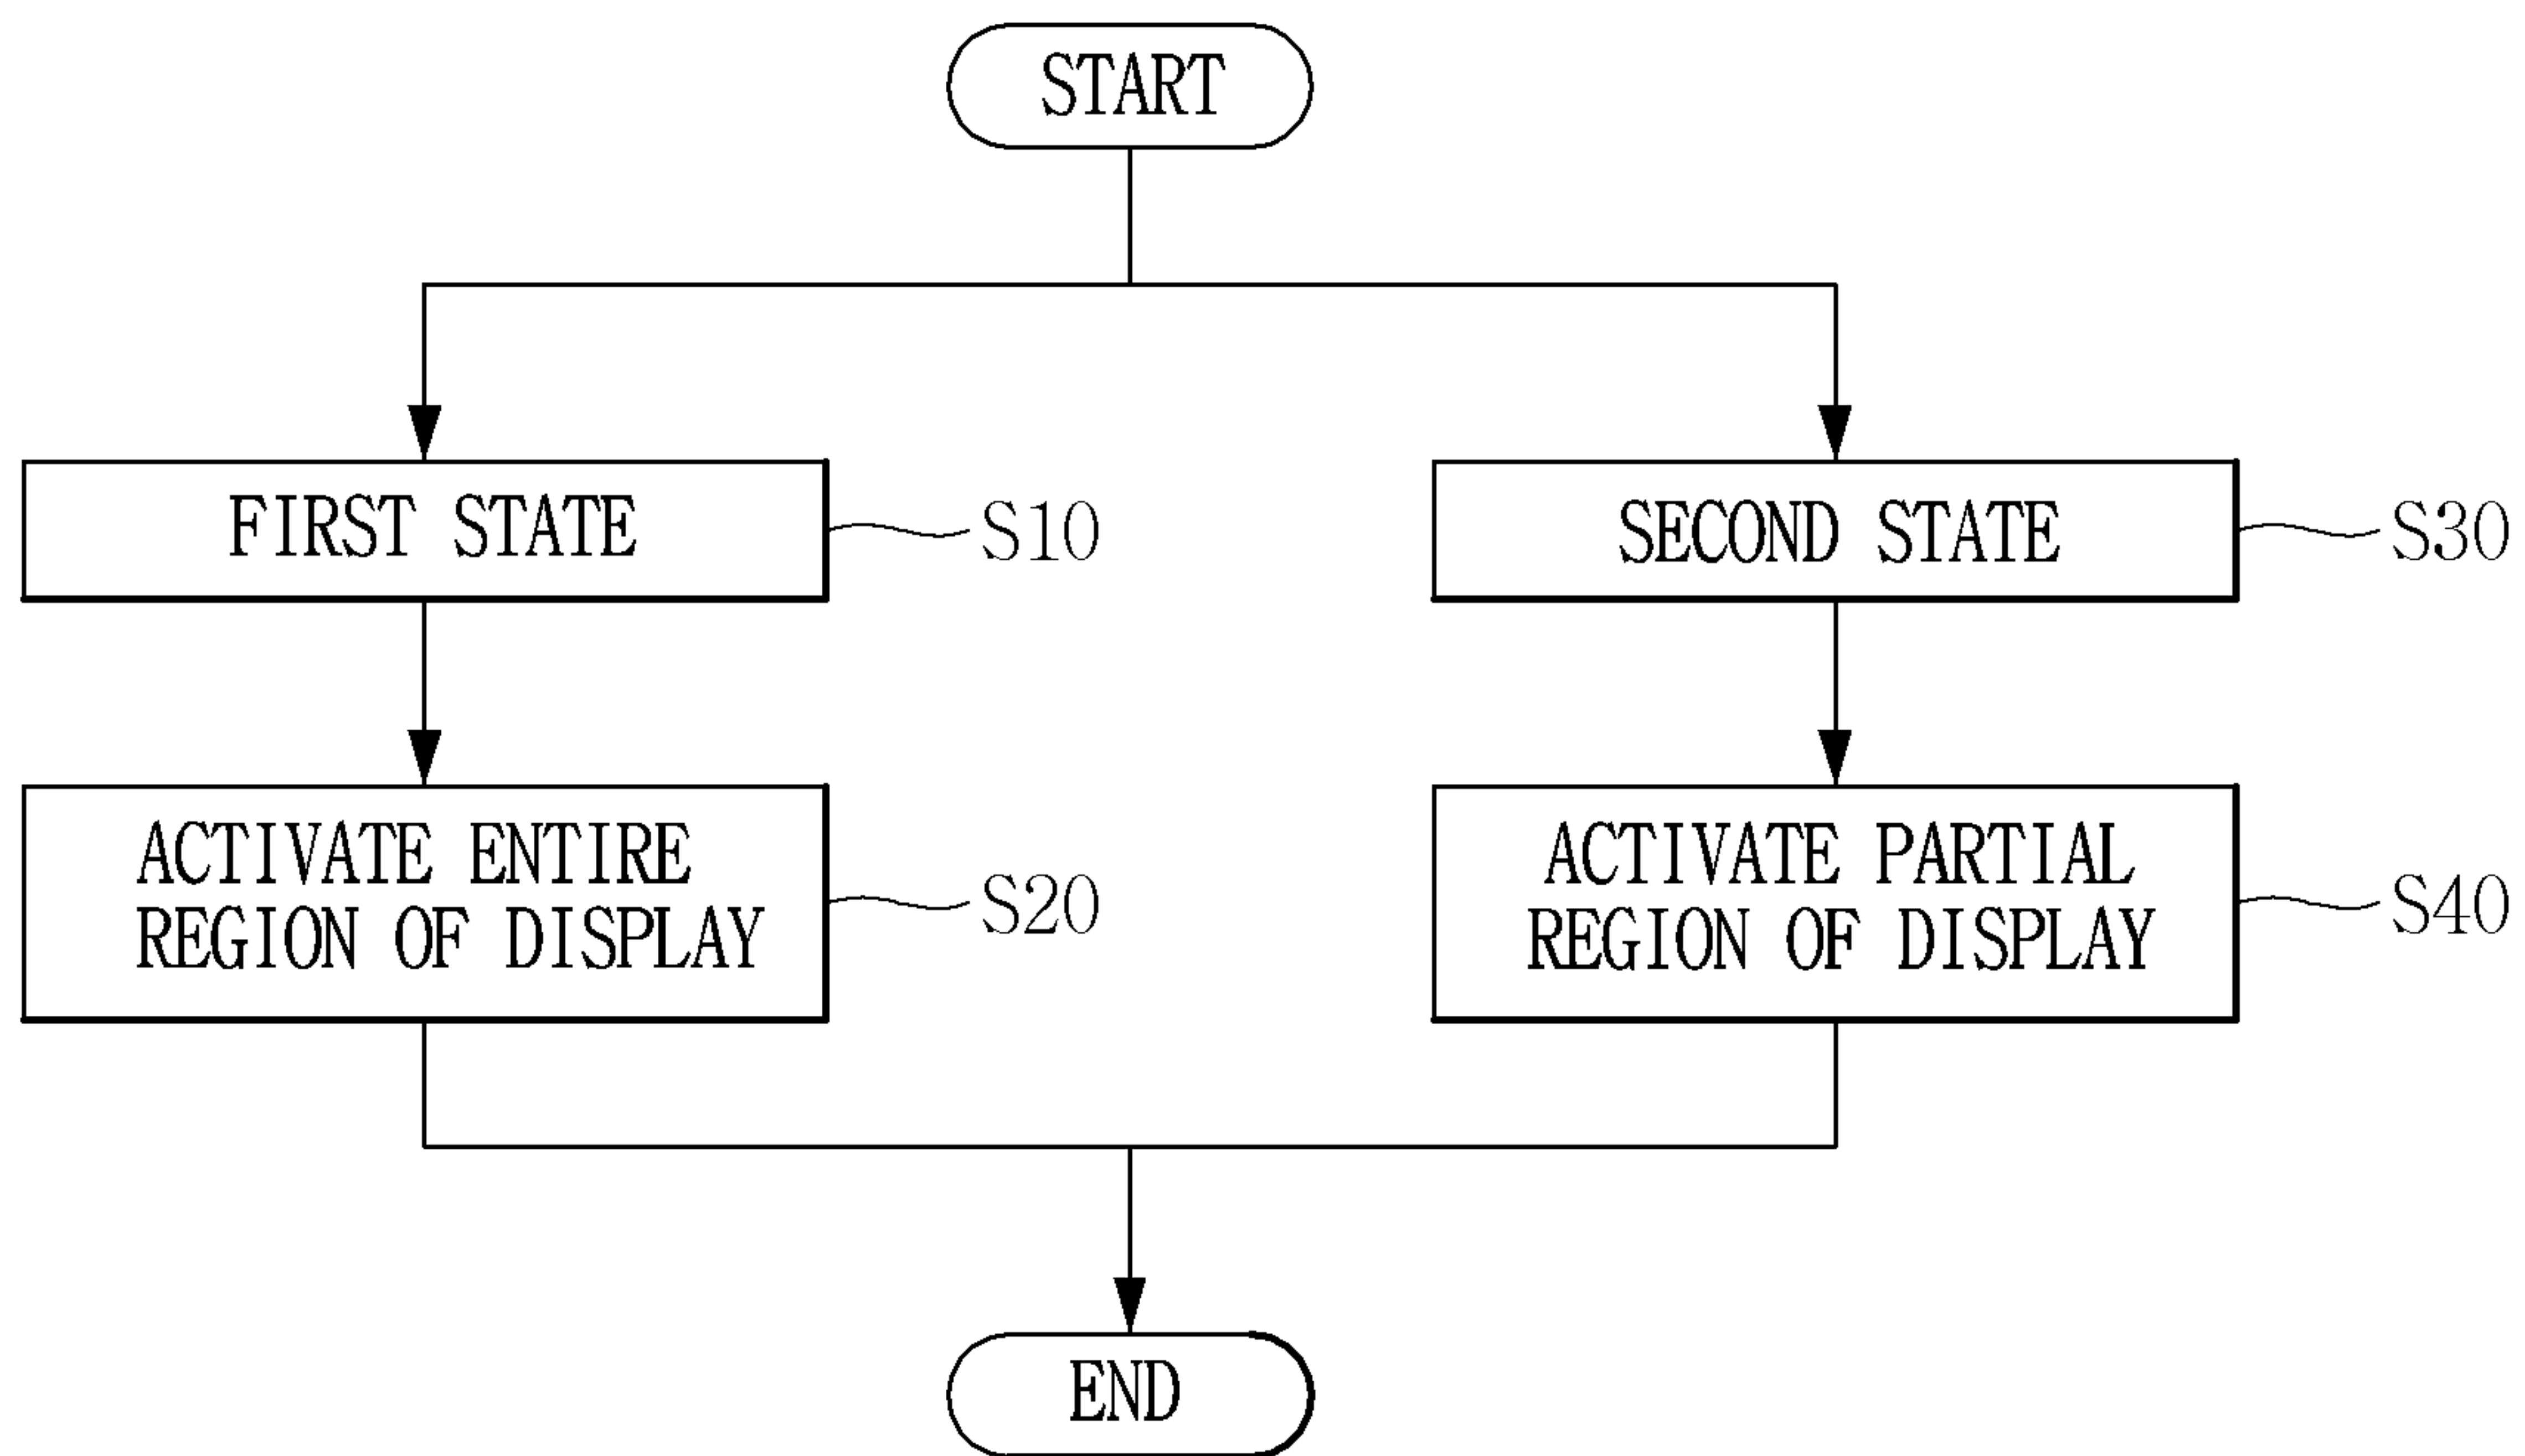 START
FIRST STATE
S10
SECOND STATE
S30
ACTIVATE ENTIRE
REGION OF DISPLAY
S20
ACTIVATE PARTIAL
REGION OF DISPLAY
S40
END